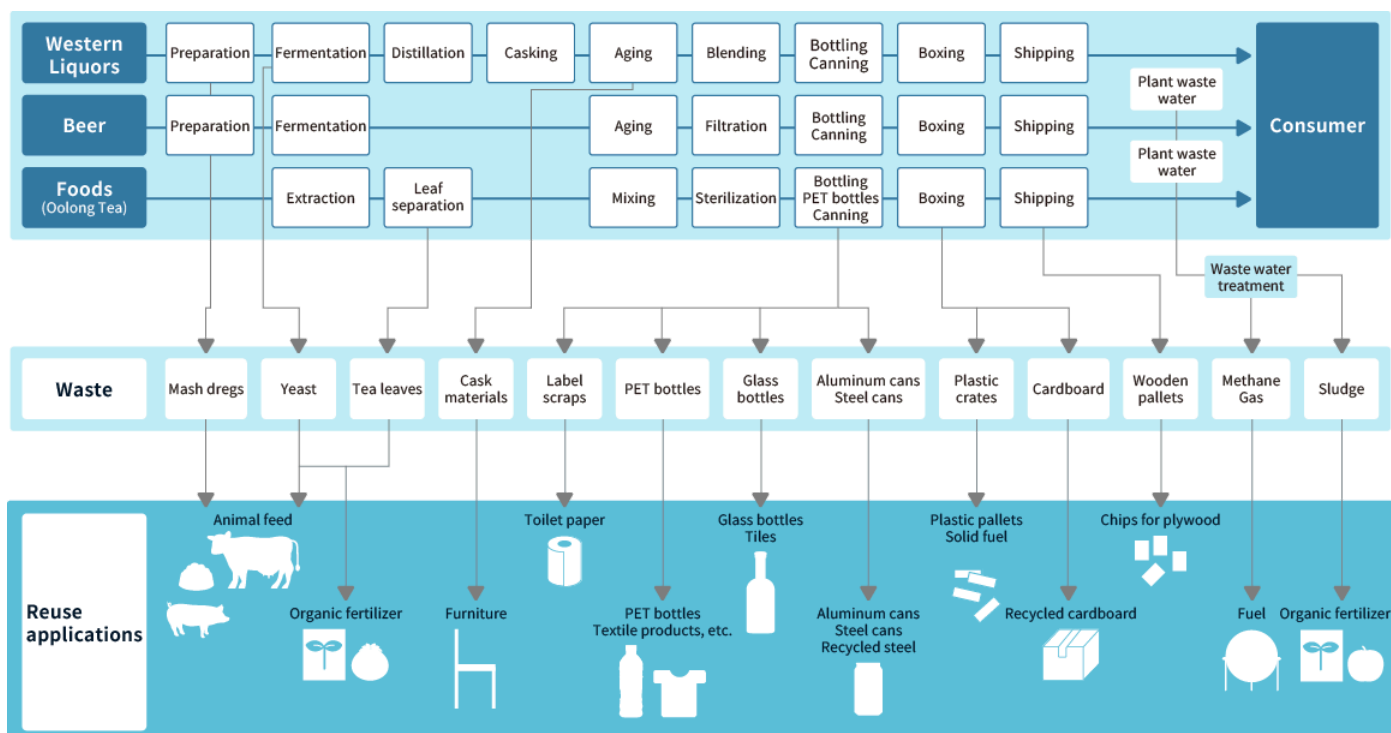 Western
Liquors
Preparation
Fermentation
Distillation
Casking
Aging
Blending
Bottling
Canning
Boxing
Shipping
Plant waste
water
Beer
Preparation
Fermentation
Aging
Filtration
Bottling
Canning
Boxing
Shipping
Consumer
Plant waste
water
Foods
(Oolong Tea)
Extraction
Leaf
separation
Mixing
Sterilization
Bottling
PET bottles
Canning
Boxing
Shipping
Waste water
treatment
Waste
Mash dregs
Yeast
Tea leaves
Cask
materials
Label
scraps
PET bottles
Glass
bottles
Aluminum cans
Steel cans
Plastic
crates
Cardboard
Wooden
pallets
Methane
Gas
Sludge
Reuse
applications
Animal feed
Organic fertilizer
Furniture
Toilet paper
PET bottles
Textile products, etc.
Glass bottles
Tiles
Aluminum cans
Steel cans
Recycled steel
Plastic pallets
Solid fuel
Recycled cardboard
Chips for plywood
Fuel
Organic fertilizer